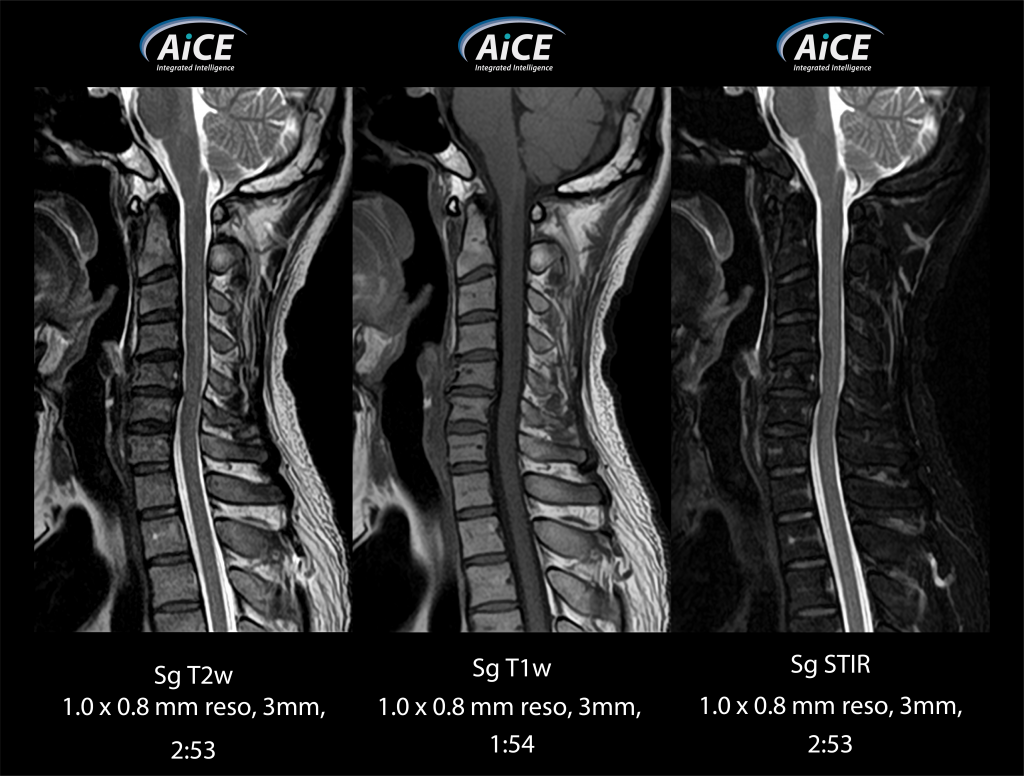 AiCE
Integrated Intelligence
AiCE
Integrated Intelligence
AiCE
Integrated Intelligence
Sg T2w
1.0 x 0.8 mm reso, 3mm,
2:53
Sg T1w
1.0 x 0.8 mm reso, 3mm,
1:54
Sg STIR
1.0 x 0.8 mm reso, 3mm,
2:53